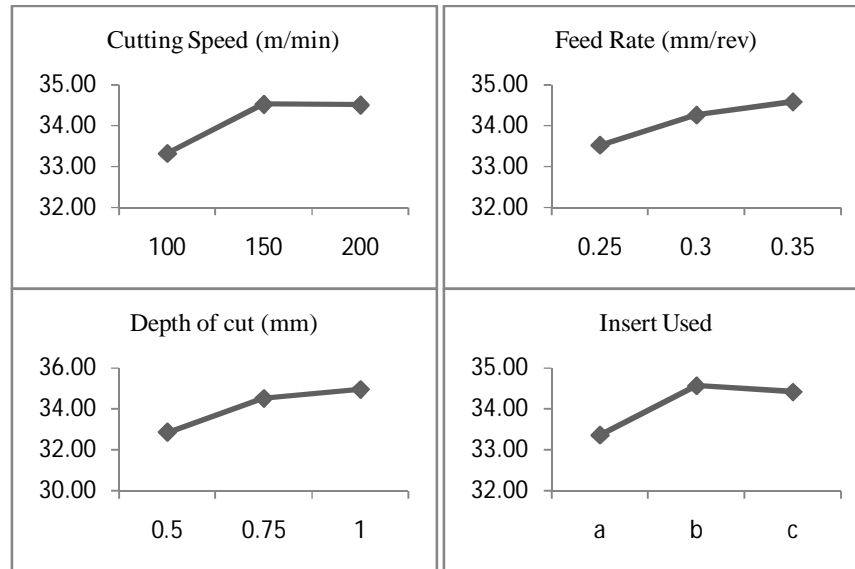 Cutting Speed (m/min)
35.00
34.00
33.00
32.00
100 150 200
Feed Rate (mm/rev)
35.00
34.00
33.00
32.00
0.25 0.3 0.35
Depth of cut (mm)
36.00
34.00
32.00
30.00
0.5 0.75 1
Insert Used
35.00
34.00
33.00
32.00
a b c